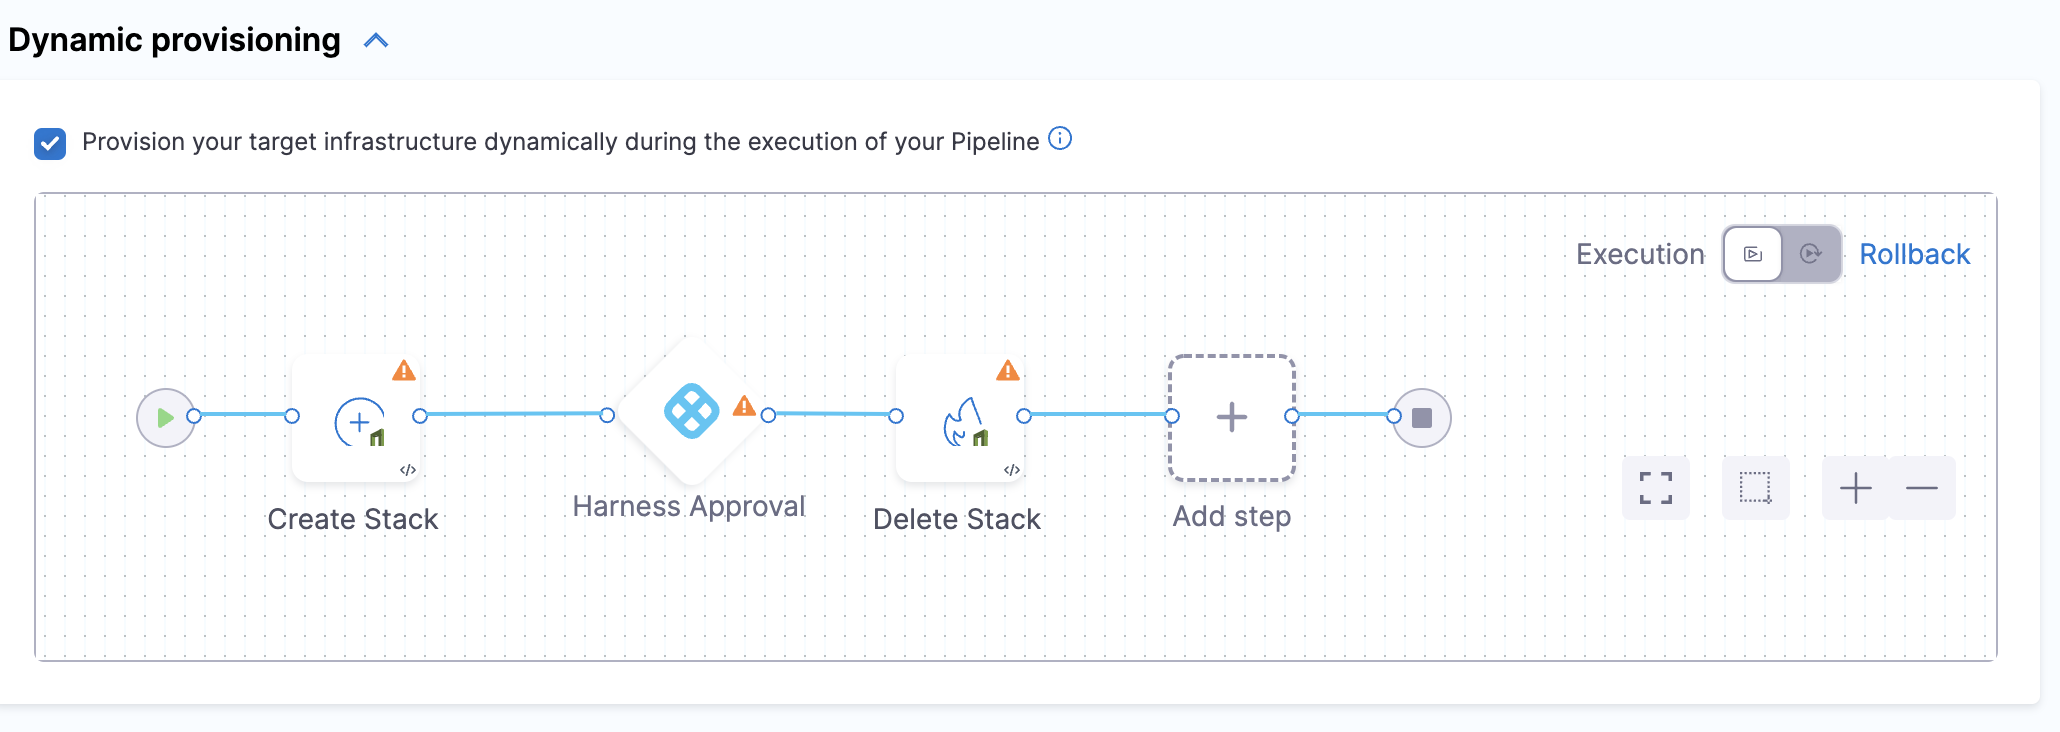 Dynamic provisioning
Provision your target infrastructure dynamically during the execution of your Pipeline
Execution
Rollback
Create Stack
Harness Approval
Delete Stack
Add step